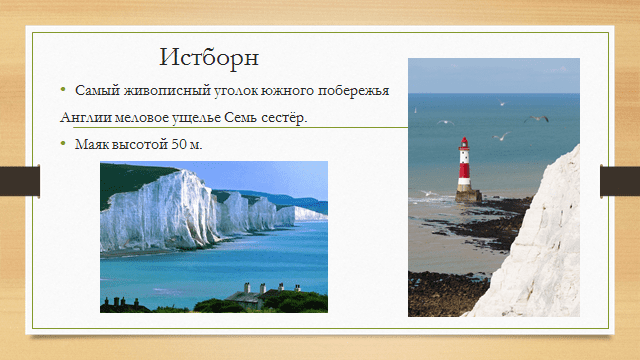 Истборн
Самый живописный уголок южного побережья
Англии меловое ущелье Семь сестёр.
Маяк высотой 50 м.